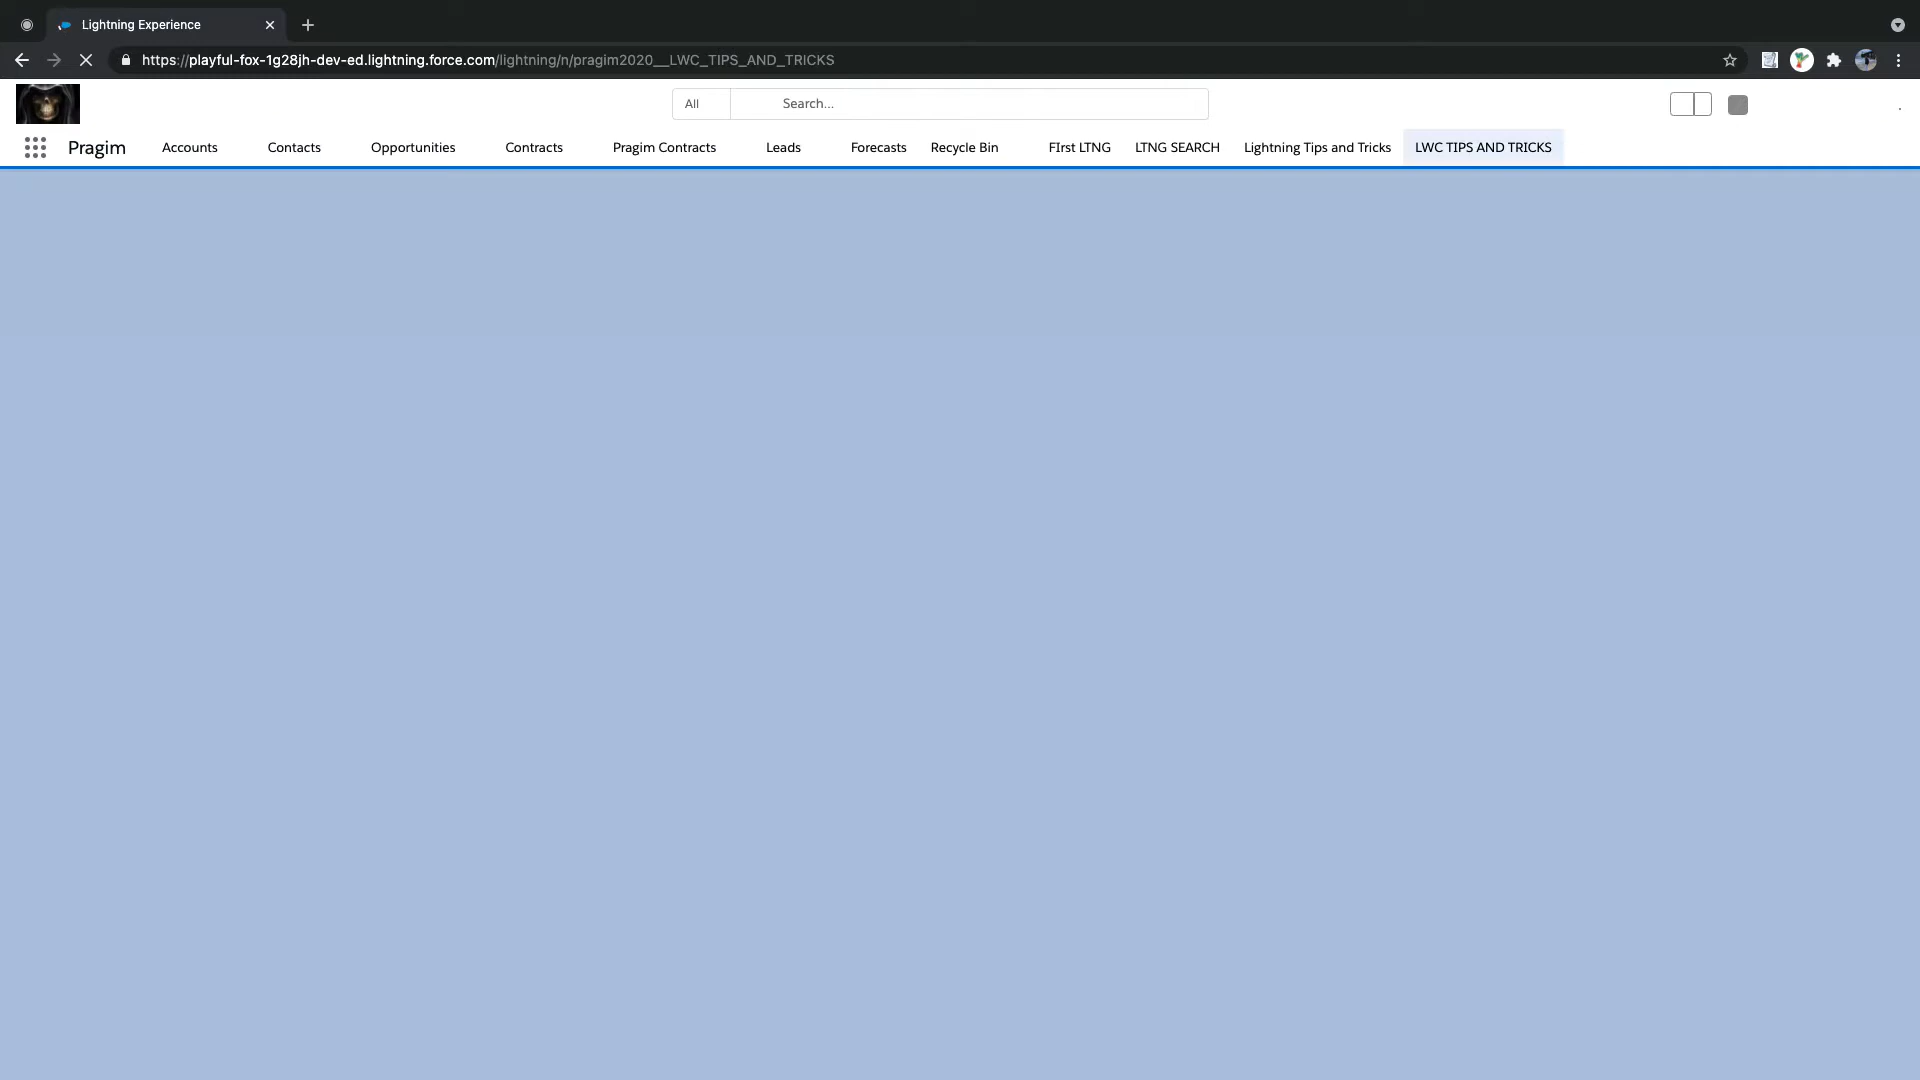 Lightning Experience
https://playful-fox-1g28jh-dev-ed.lightning.force.com/lightning/n/pragim2020__LWC_TIPS_AND_TRICKS
All Search...
Pragim Accounts Contacts Opportunities Contracts Pragim Contracts Leads Forecasts Recycle Bin FIrst LTNG LTNG SEARCH Lightning Tips and Tricks LWC TIPS AND TRICKS